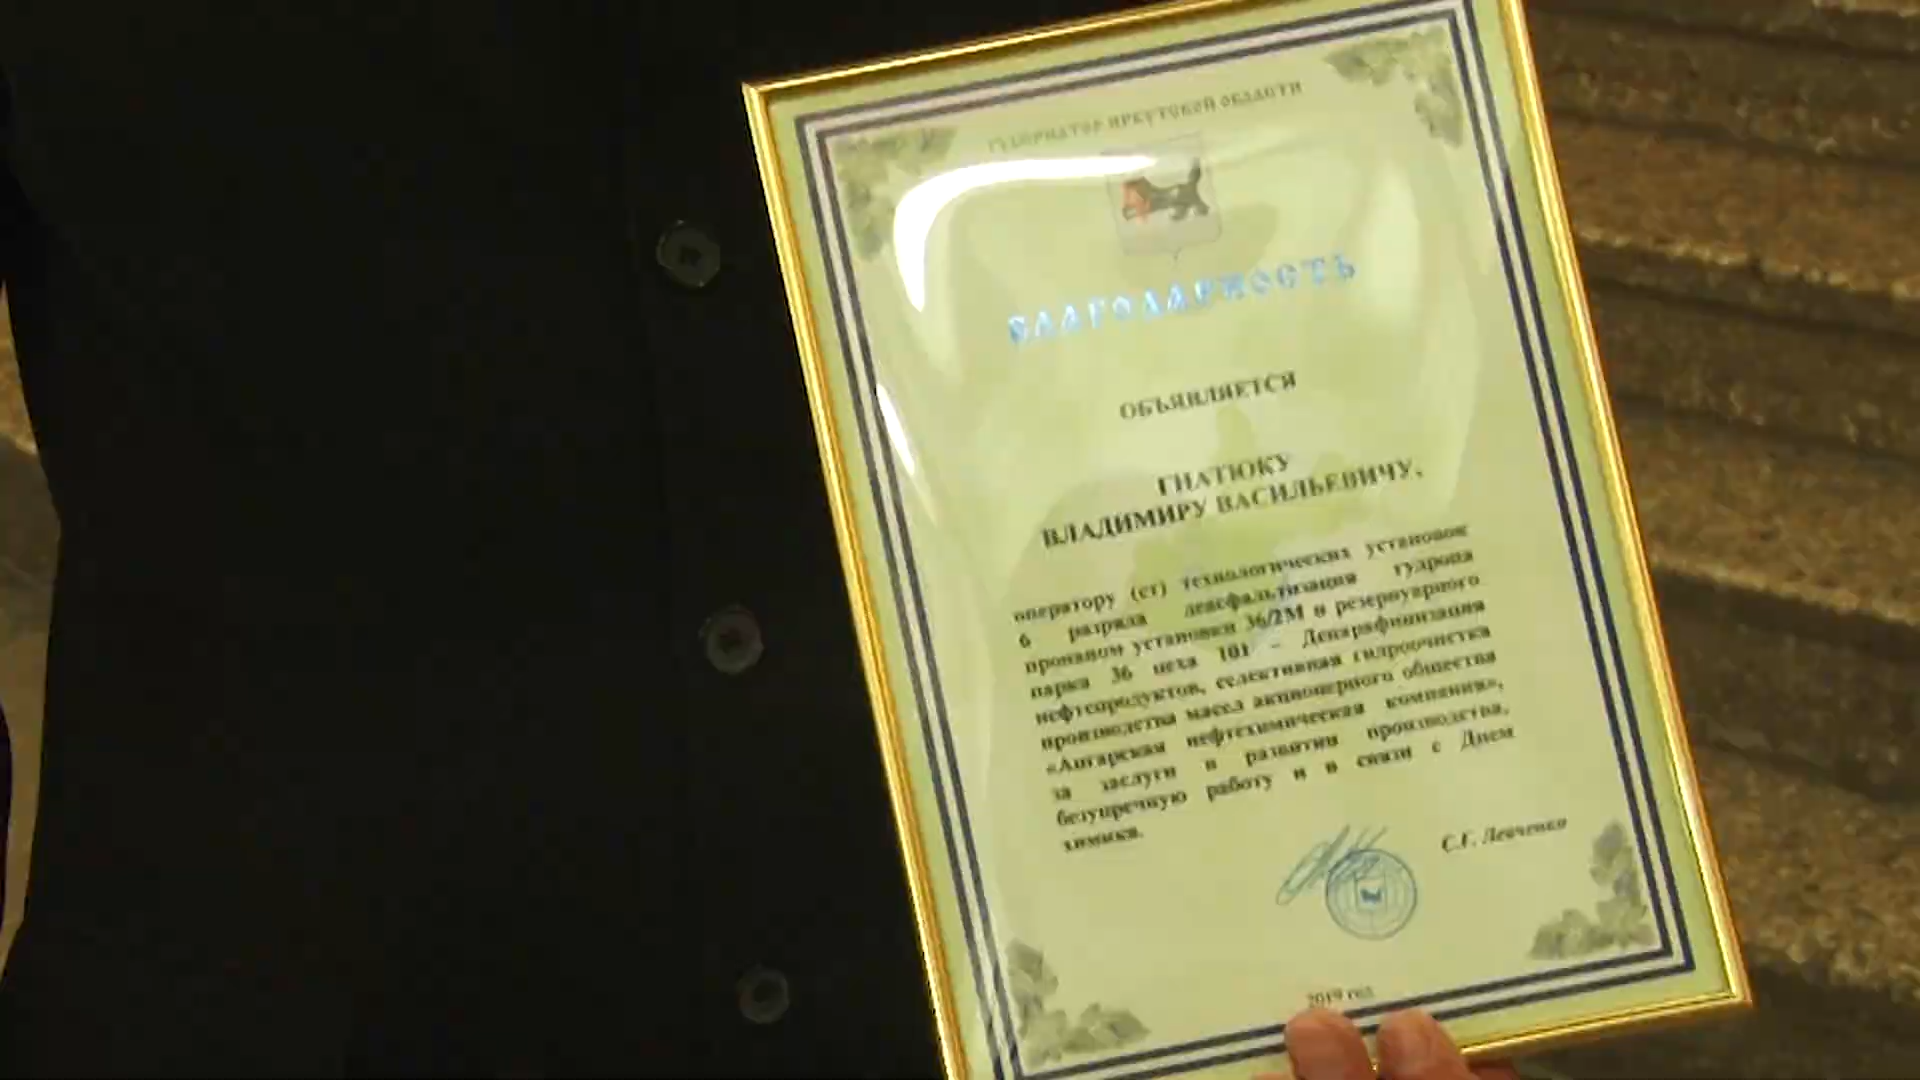 ГУБЕРНАТОР ИРКУТСКОЙ ОБЛАСТИ
БЛАГОДАРНОСТЬ
ОБЪЯВЛЯЕТСЯ
ГНАТЮКУ
ВЛАДИМИРУ ВАСИЛЬЕВИЧУ,
оператору (ст) технологических установок
6 разряда деасфальтизация гудрона
пропаном установки 36/2М и резервуарного
парка 36 цеха 101 – Депарафинизация
нефтепродуктов, селективная гидроочистка
производства масел акционерного общества
«Ангарская нефтехимическая компания»,
за заслуги в развитии производства,
безупречную работу и в связи с Днем
химика.
С.Г. Левченко
2019 год